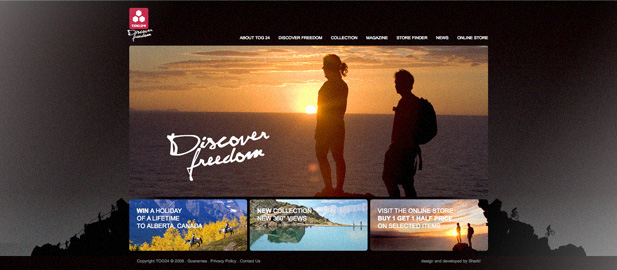 TOG24
Discover
freedom
ABOUT TOG 24 DISCOVER FREEDOM COLLECTION MAGAZINE STORE FINDER NEWS ONLINE STORE
Discover
freedom
WIN A HOLIDAY
OF A LIFETIME
TO ALBERTA, CANADA
NEW COLLECTION
NEW 360° VIEWS
VISIT THE ONLINE STORE
BUY 1 GET 1 HALF PRICE
ON SELECTED ITEMS
Copyright TOG24 © 2008 . Guarantee . Privacy Policy . Contact Us
design and developed by